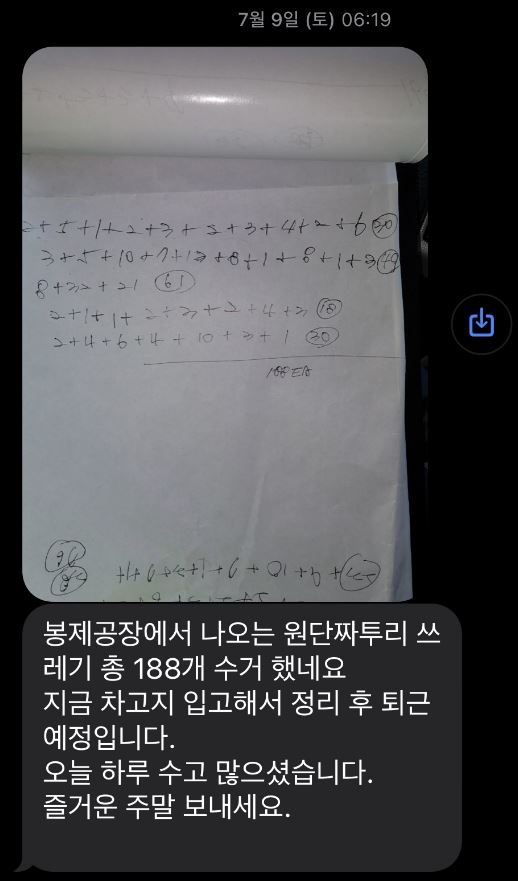 7월 9일 (토) 06:19
+5+1+2+3+2+3+4+2+6 (30)
3+5+10+7+12+8+1+8+1+3 (49)
8+32+21 (61)
2+1+1+2+3+2+4+3 (18)
2+4+6+4+10+3+1 (30)
188 EA
봉제공장에서 나오는 원단짜투리 쓰
레기 총 188개 수거 했네요
지금 차고지 입고해서 정리 후 퇴근
예정입니다.
오늘 하루 수고 많으셨습니다.
즐거운 주말 보내세요.